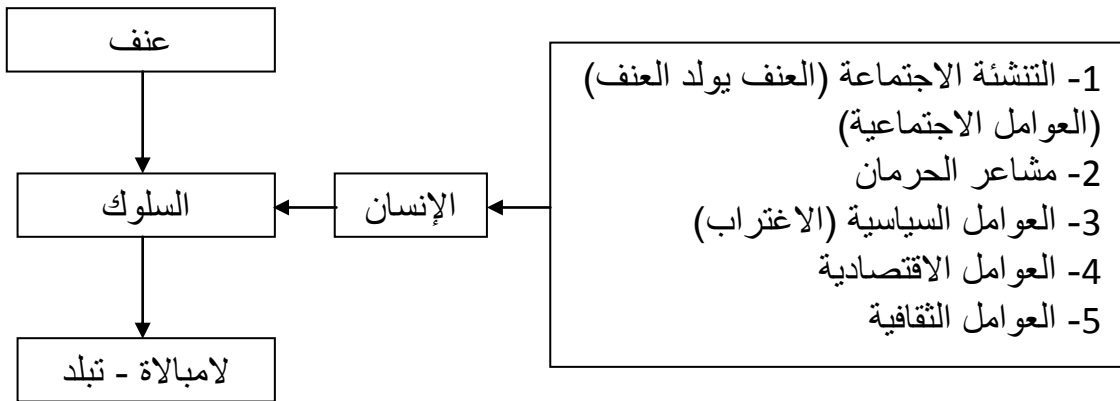 عنف
1- التنشئة الاجتماعة (العنف يولد العنف)
(العوامل الاجتماعية)
2- مشاعر الحرمان
3- العوامل السياسية (الاغتراب)
4- العوامل الاقتصادية
5- العوامل الثقافية
الإنسان
السلوك
لامبالاة - تبلد